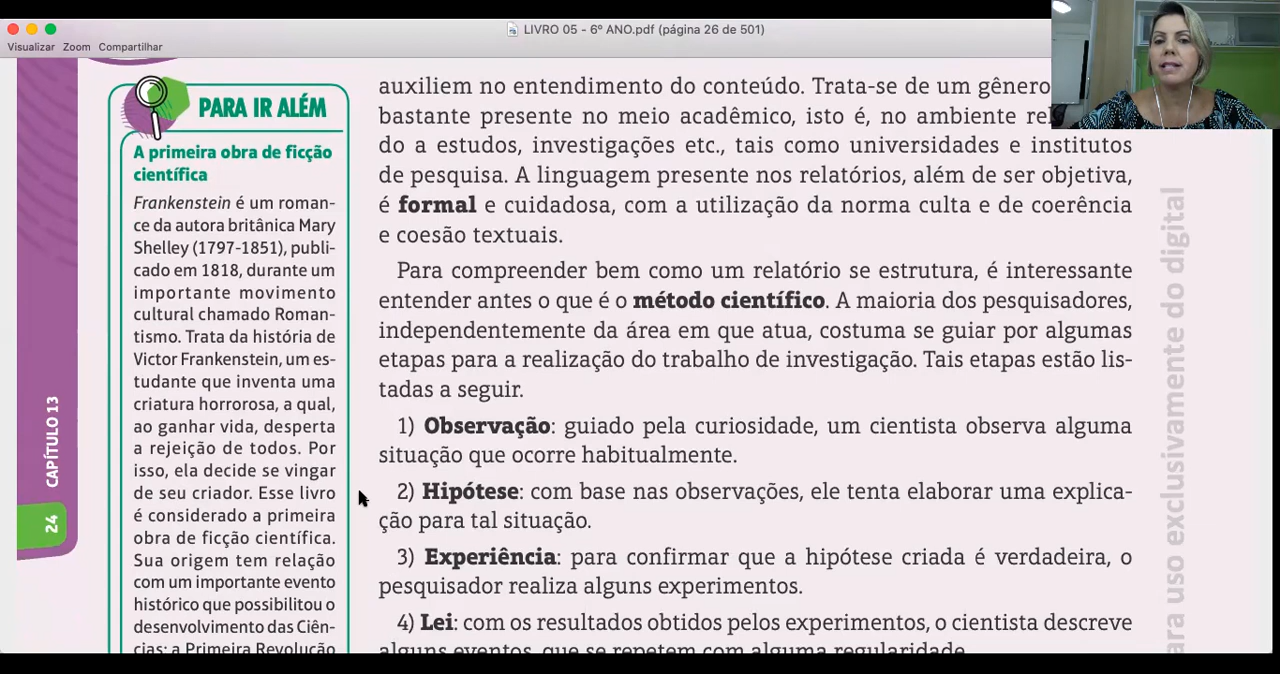 LIVRO 05 - 6º ANO.pdf (página 26 de 501)
Visualizar Zoom Compartilhar
PARA IR ALÉM
A primeira obra de ficção
científica
Frankenstein é um roman-
ce da autora britânica Mary
Shelley (1797-1851), publi-
cado em 1818, durante um
importante movimento
cultural chamado Roman-
tismo. Trata da história de
Victor Frankenstein, um es-
tudante que inventa uma
criatura horrorosa, a qual,
ao ganhar vida, desperta
a rejeição de todos. Por
isso, ela decide se vingar
de seu criador. Esse livro
é considerado a primeira
obra de ficção científica.
Sua origem tem relação
com um importante evento
histórico que possibilitou o
desenvolvimento das Ciên-
cias: a Primeira Revolução
CAPÍTULO 13
24
auxiliem no entendimento do conteúdo. Trata-se de um gênero
bastante presente no meio acadêmico, isto é, no ambiente
do a estudos, investigações etc., tais como universidades e institutos
de pesquisa. A linguagem presente nos relatórios, além de ser objetiva,
é formal e cuidadosa, com a utilização da norma culta e de coerência
e coesão textuais.
Para compreender bem como um relatório se estrutura, é interessante
entender antes o que é o método científico. A maioria dos pesquisadores,
independentemente da área em que atua, costuma se guiar por algumas
etapas para a realização do trabalho de investigação. Tais etapas estão lis-
tadas a seguir.
1) Observação: guiado pela curiosidade, um cientista observa alguma
situação que ocorre habitualmente.
2) Hipótese: com base nas observações, ele tenta elaborar uma explica-
ção para tal situação.
3) Experiência: para confirmar que a hipótese criada é verdadeira, o
pesquisador realiza alguns experimentos.
4) Lei: com os resultados obtidos pelos experimentos, o cientista descreve
alguns eventos, que se repetem com alguma regularidade.
ara uso exclusivamente do digital